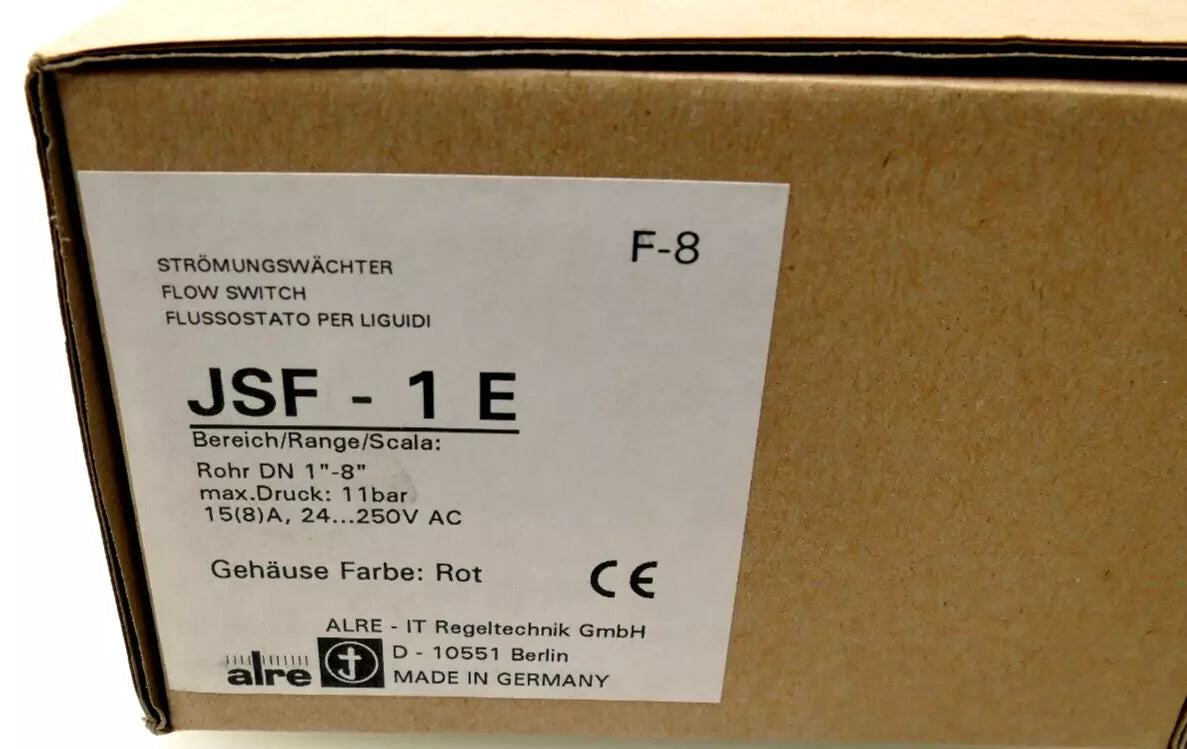 F-8
STRÖMUNGSWÄCHTER
FLOW SWITCH
FLUSSOSTATO PER LIGUIDI
JSF - 1 E
Bereich/Range/Scala:
Rohr DN 1"-8"
max.Druck: 11bar
15(8)A, 24...250V AC
Gehäuse Farbe: Rot
CE
ALRE - IT Regeltechnik GmbH
D - 10551 Berlin
MADE IN GERMANY
alre